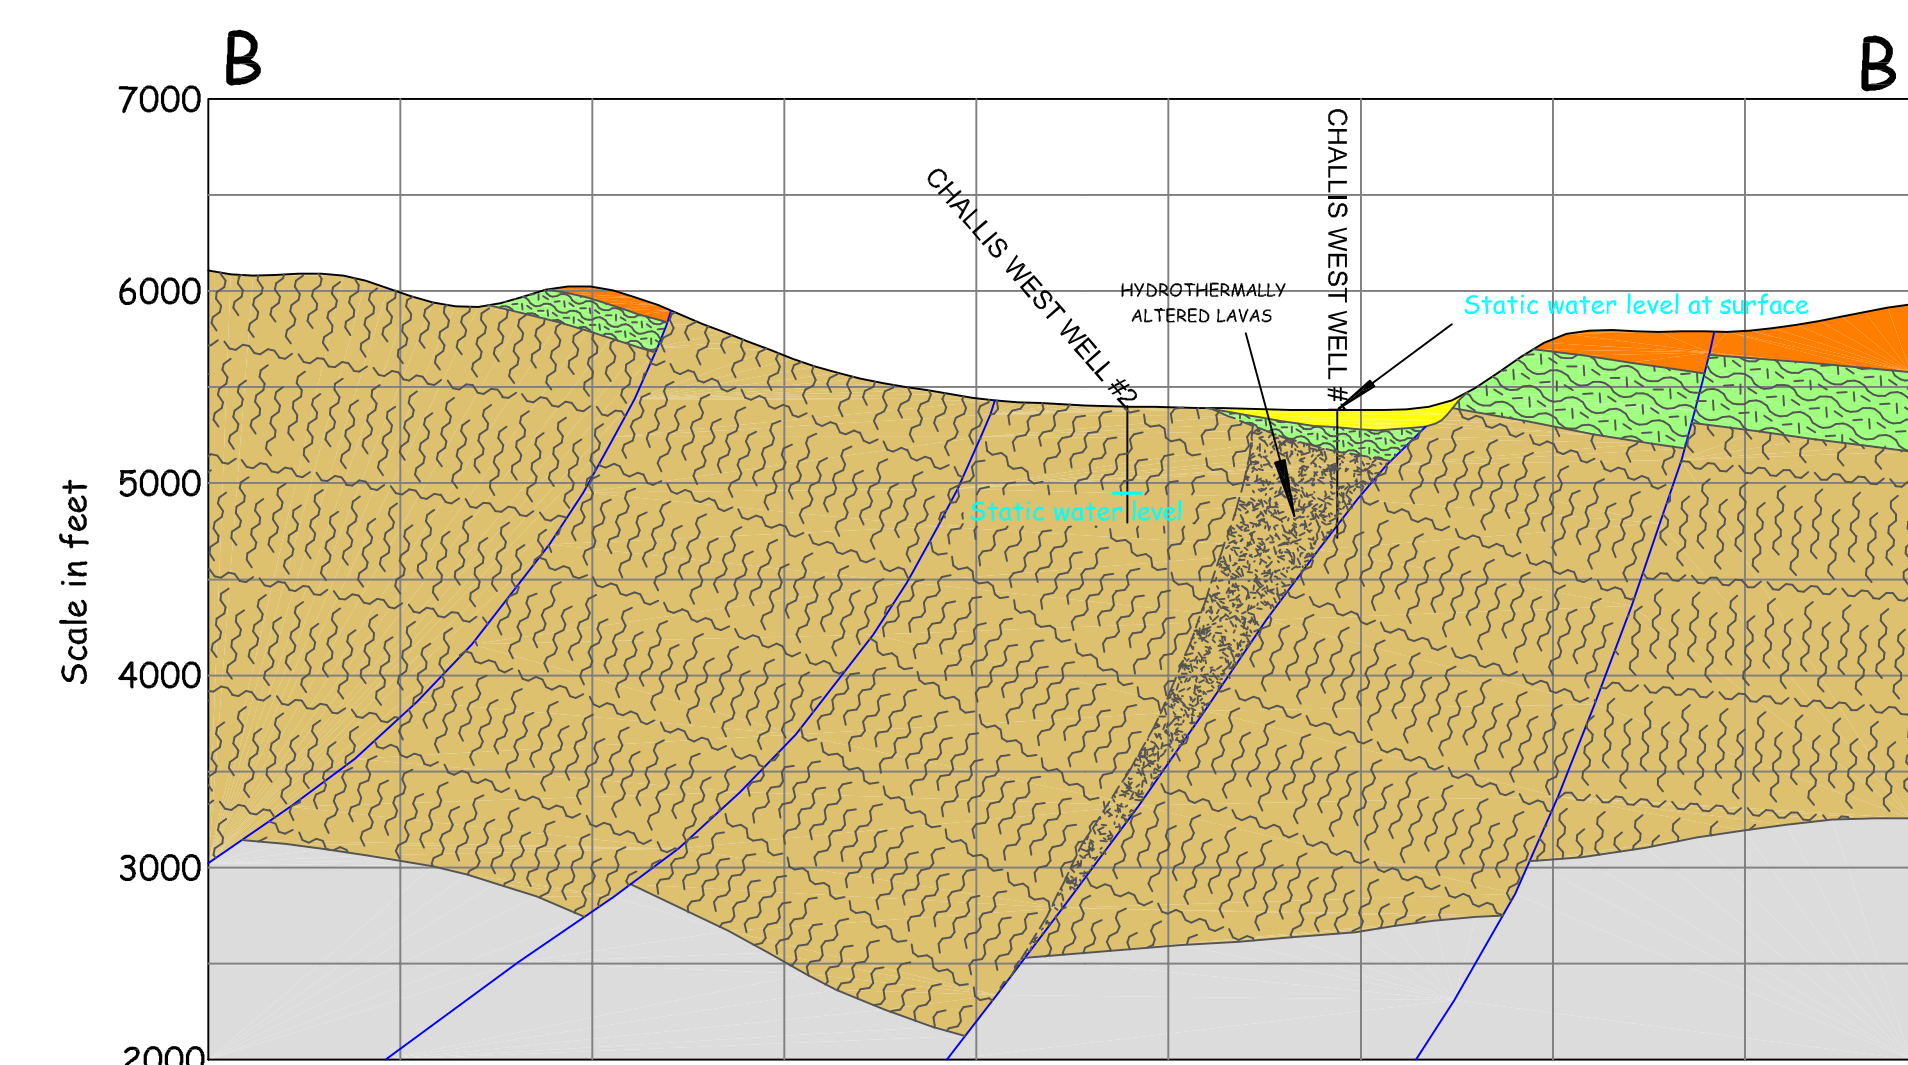 B
B
7000
6000
5000
4000
3000
2000
Scale in feet
CHALLIS WEST WELL #2
HYDROTHERMALLY
ALTERED LAVAS
CHALLIS WEST WELL #
Static water level at surface
Static water level